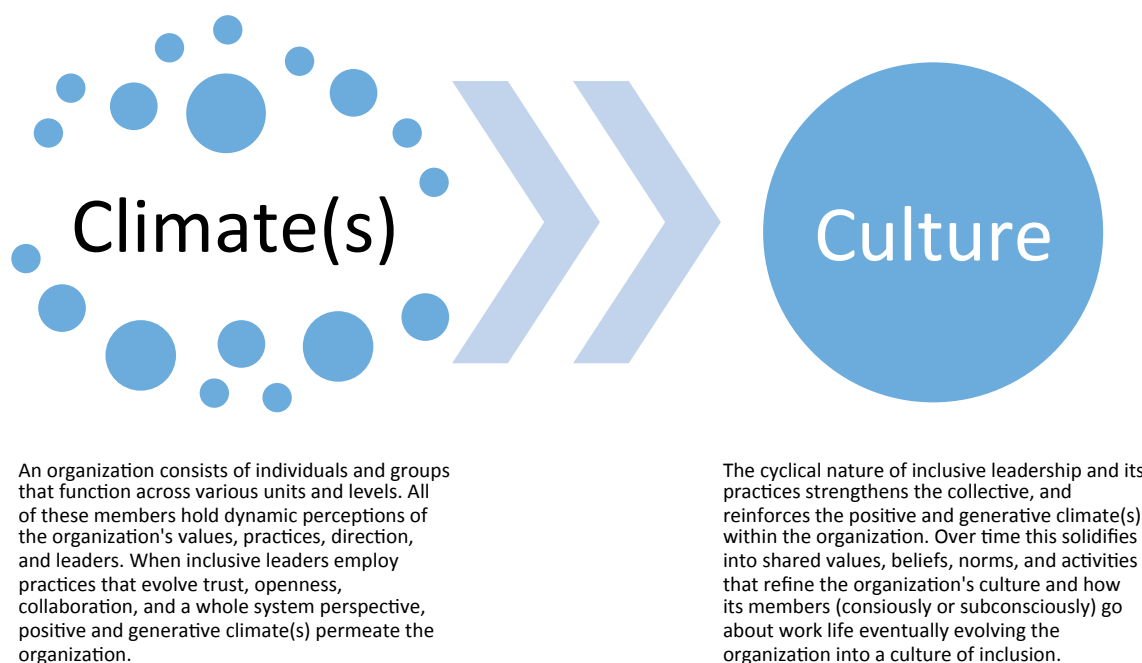 Climate(s)
Culture
An organization consists of individuals and groups
that function across various units and levels. All
of these members hold dynamic perceptions of
the organization's values, practices, direction,
and leaders. When inclusive leaders employ
practices that evolve trust, openness,
collaboration, and a whole system perspective,
positive and generative climate(s) permeate the
organization.
The cyclical nature of inclusive leadership and its
practices strengthens the collective, and
reinforces the positive and generative climate(s)
within the organization. Over time this solidifies
into shared values, beliefs, norms, and activities
that refine the organization's culture and how
its members (consiously or subconsciously) go
about work life eventually evolving the
organization into a culture of inclusion.